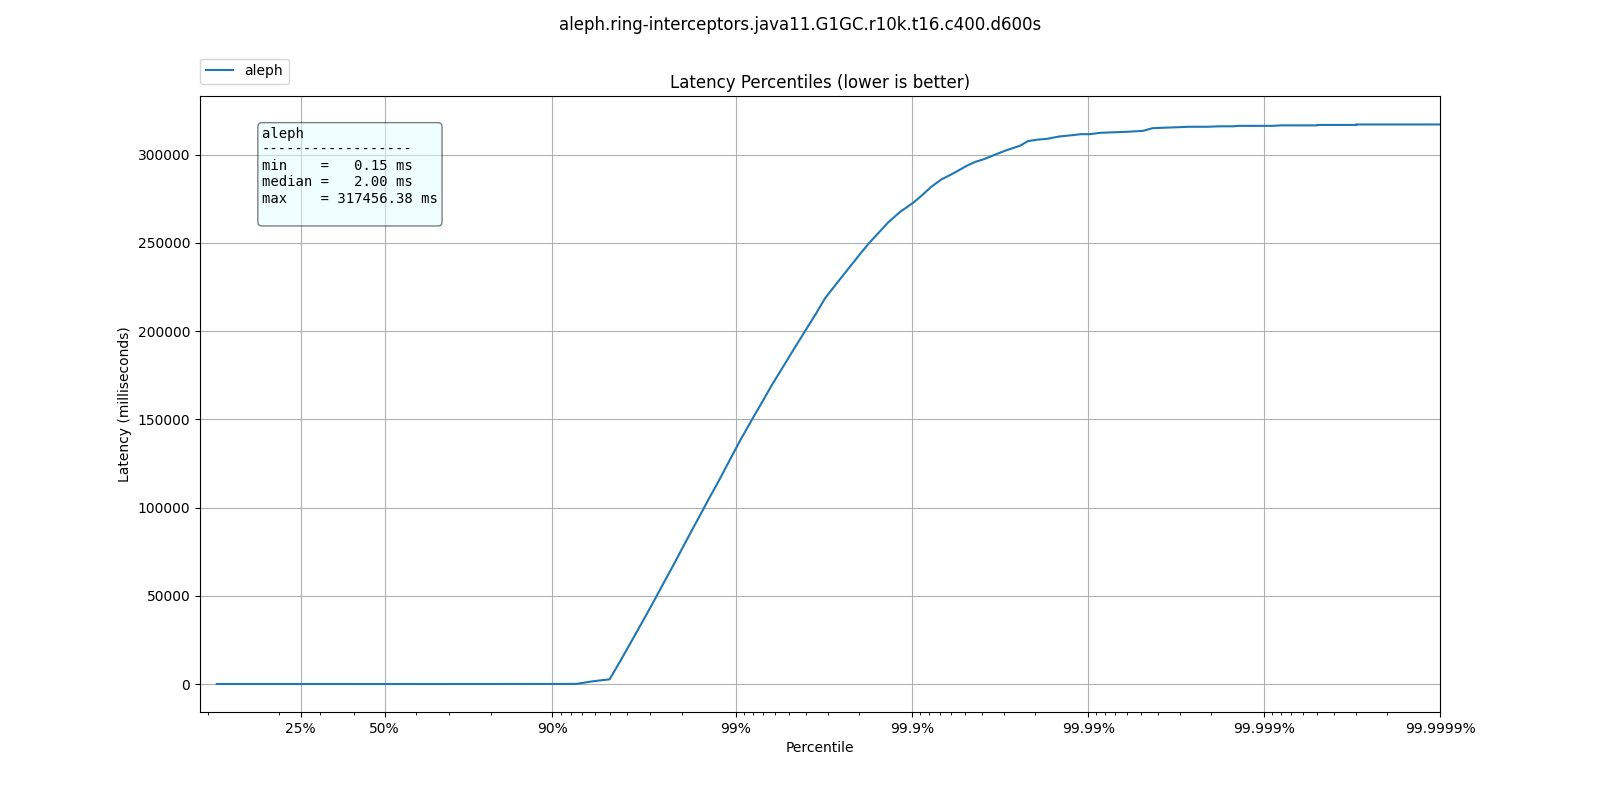 aleph.ring-interceptors.java11.G1GC.r10k.t16.c400.d600s
aleph
Latency Percentiles (lower is better)
aleph
------------------
min    =   0.15 ms
median =   2.00 ms
max    = 317456.38 ms
300000
250000
200000
150000
100000
50000
0
Latency (milliseconds)
25% 50% 90% 99% 99.9% 99.99% 99.999% 99.9999%
Percentile